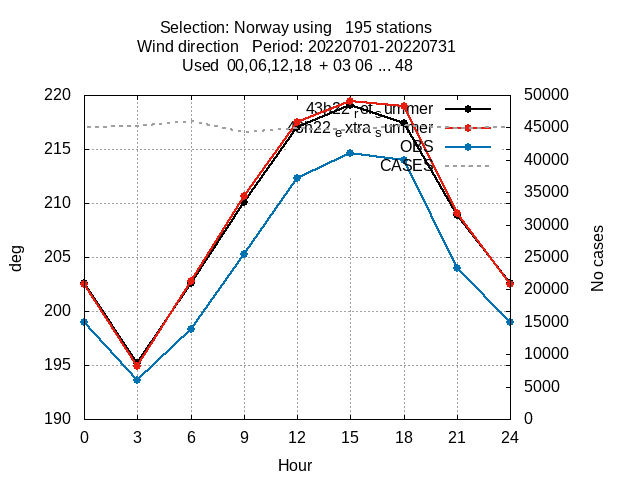 Selection: Norway using 195 stations
Wind direction Period: 20220701-20220731
Used 00,06,12,18 + 03 06 ... 48
220
215
210
205
200
195
190
deg
43h22_ref_summer
43h22_extra_summer
OBS
CASES
50000
45000
40000
35000
30000
25000
20000
15000
10000
5000
0
No cases
0 3 6 9 12 15 18 21 24
Hour